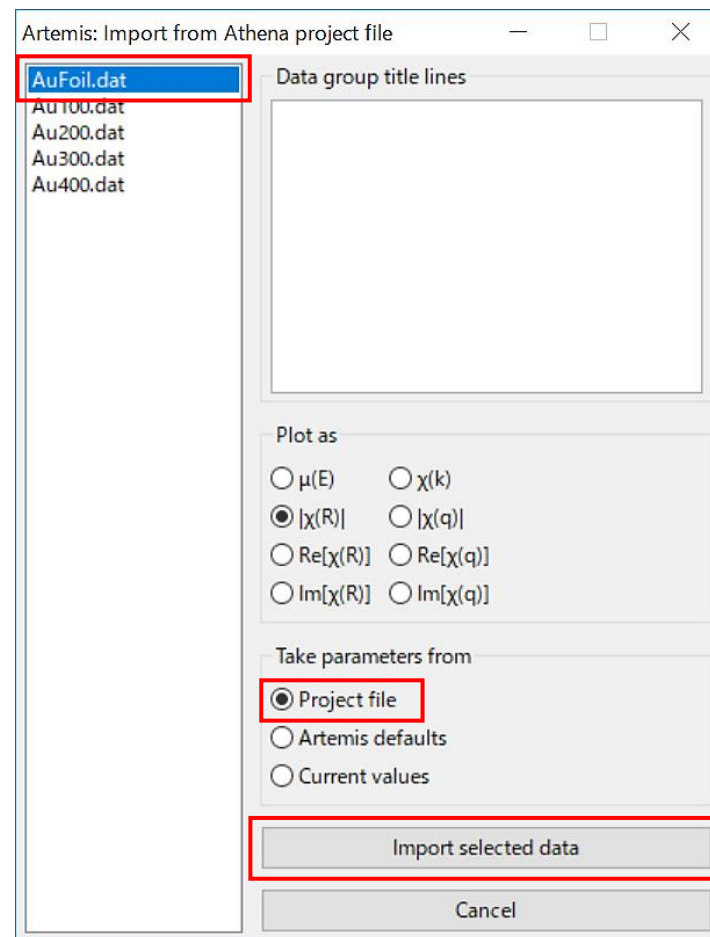 Artemis: Import from Athena project file
AuFoil.dat
Au100.dat
Au200.dat
Au300.dat
Au400.dat
Data group title lines
Plot as
μ(E) χ(k)
|χ(R)| |χ(q)|
Re[χ(R)] Re[χ(q)]
Im[χ(R)] Im[χ(q)]
Take parameters from
Project file
Artemis defaults
Current values
Import selected data
Cancel